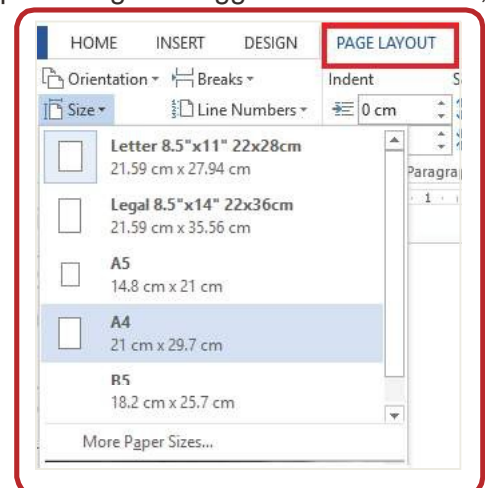 HOME INSERT DESIGN PAGE LAYOUT
Orientation Breaks Indent
Size Line Numbers 0 cm
Letter 8.5"x11" 22x28cm
21.59 cm x 27.94 cm
Paragra
Legal 8.5"x14" 22x36cm
1
21.59 cm x 35.56 cm
A5
14.8 cm x 21 cm
A4
21 cm x 29.7 cm
B5
18.2 cm x 25.7 cm
More Paper Sizes...